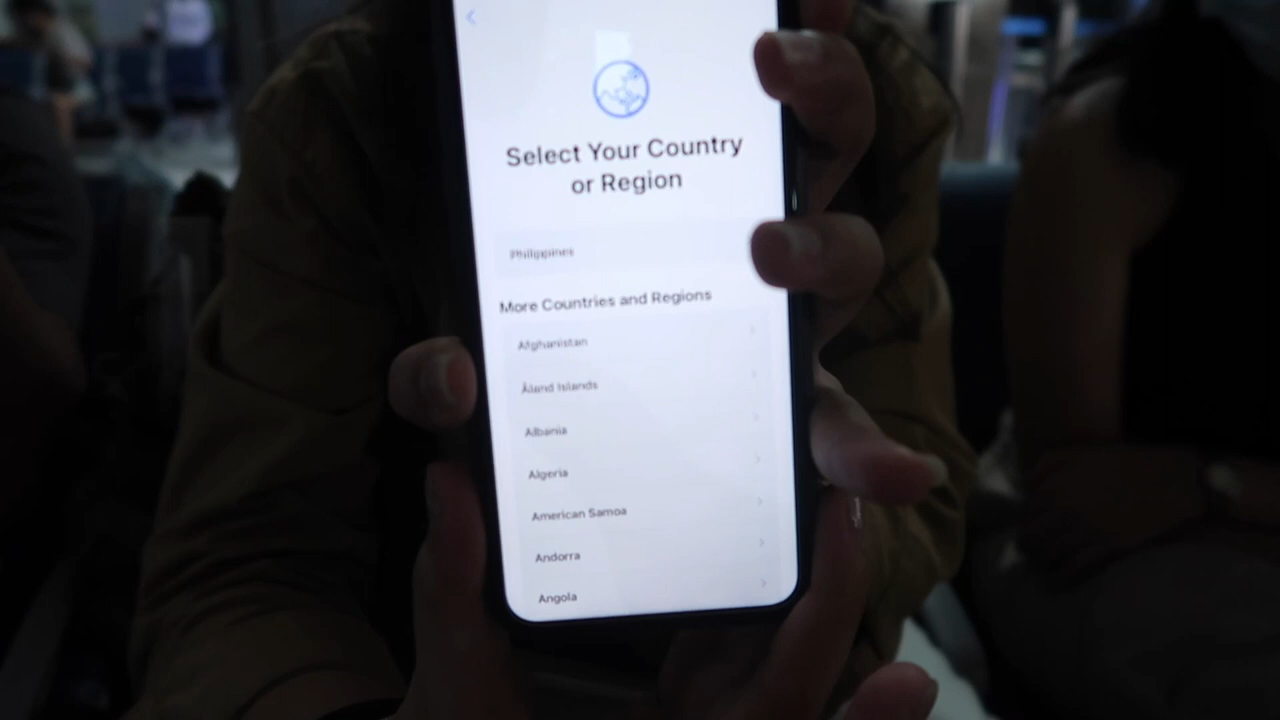 Select Your Country
or Region
Philippines
More Countries and Regions
Afghanistan
Åland Islands
Albania
Algeria
American Samoa
Andorra
Angola